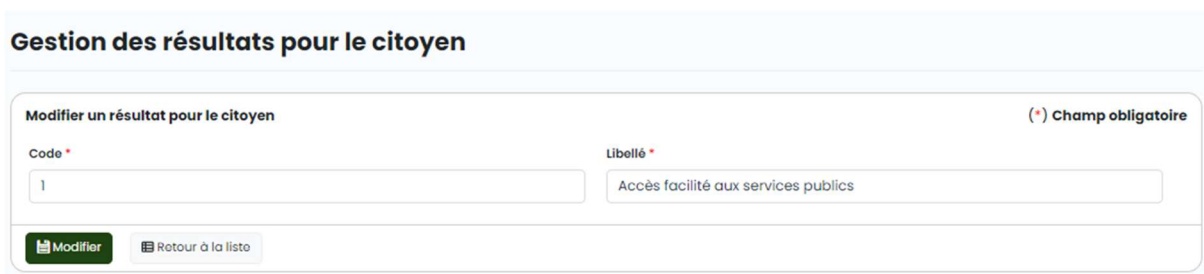 Gestion des résultats pour le citoyen
Modifier un résultat pour le citoyen (*) Champ obligatoire
Code * Libellé *
1 Accès facilité aux services publics
Modifier Retour à la liste